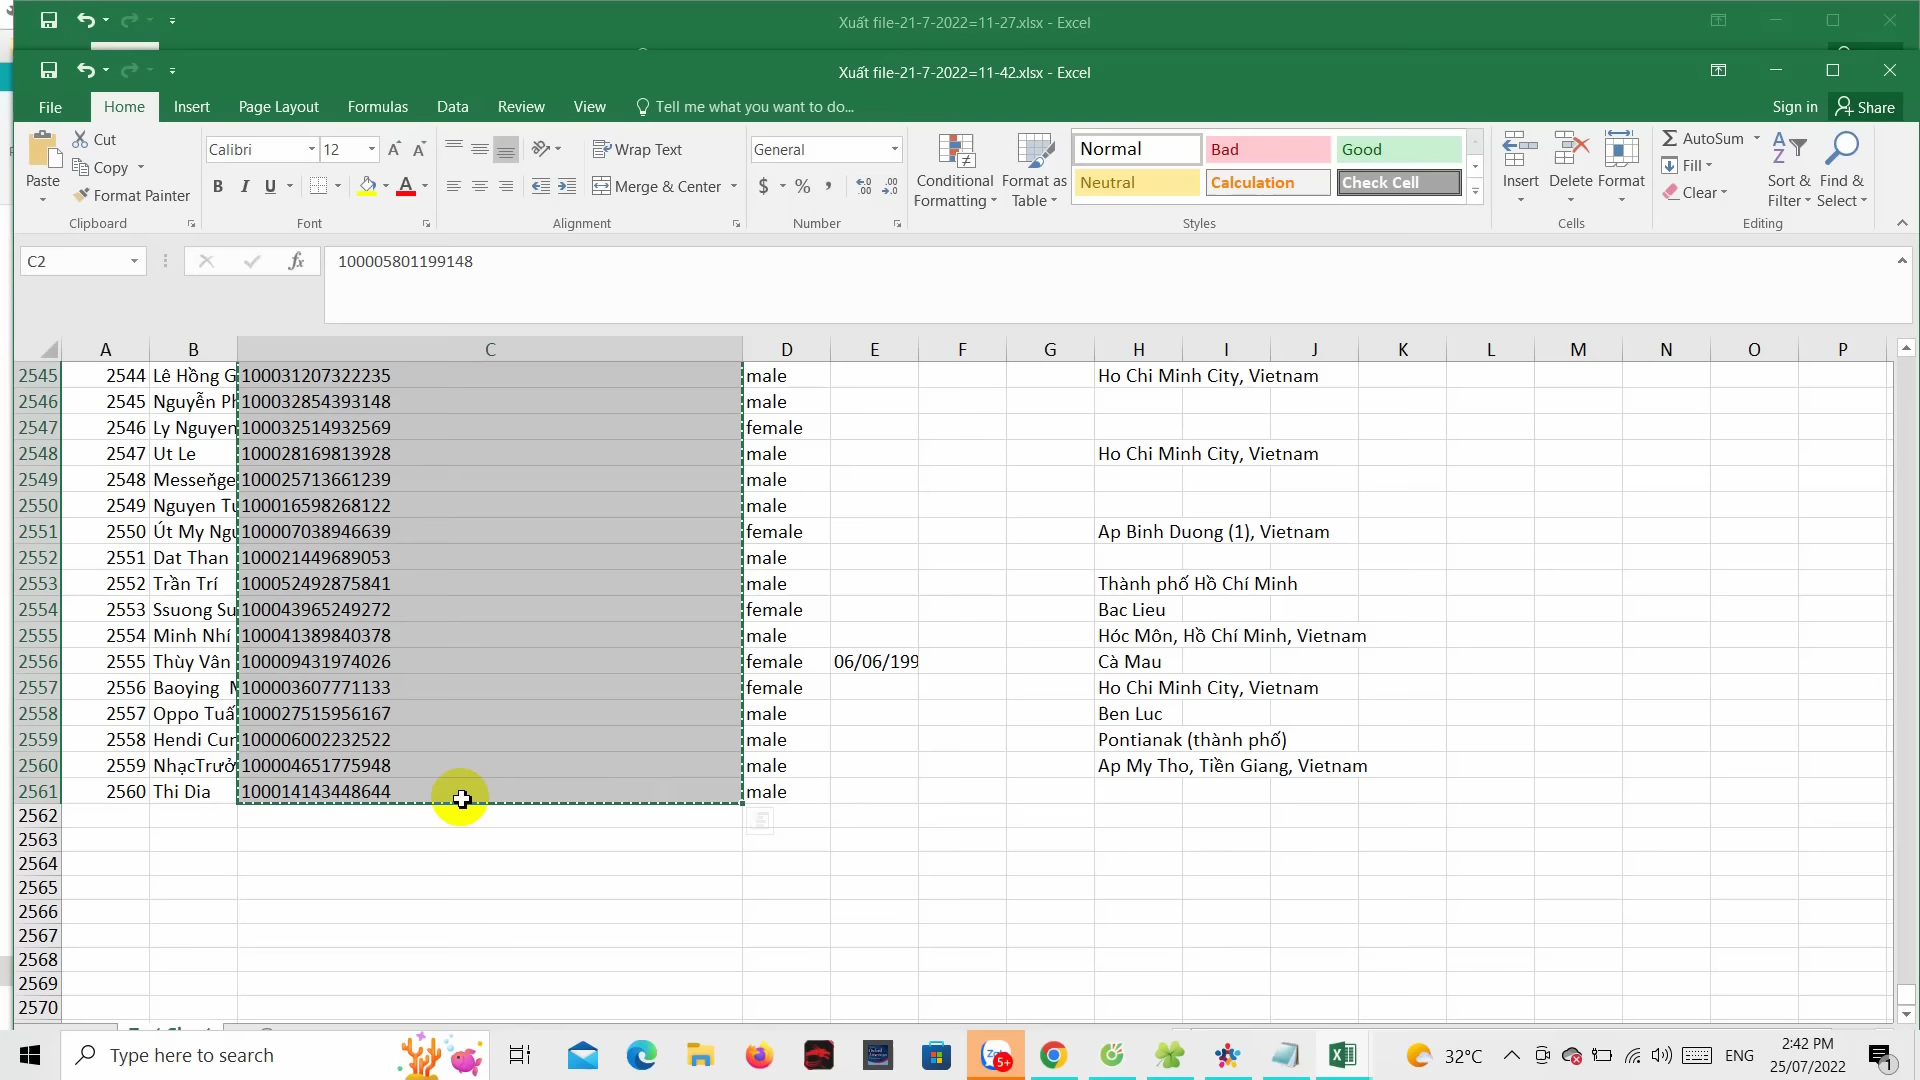 Xuất file-21-7-2022=11-27.xlsx - Excel
Xuất file-21-7-2022=11-42.xlsx - Excel
File Home Insert Page Layout Formulas Data Review View Tell me what you want to do... Sign in Share
Paste Cut Copy Format Painter Clipboard
Calibri 12 B I U A Font
Wrap Text Merge & Center Alignment
General $ % , Number
Conditional Formatting Format as Table
Normal Bad Good
Neutral Calculation Check Cell
Styles
Insert Delete Format Cells
AutoSum Fill Clear Sort & Filter Find & Select Editing
C2 fx 100005801199148
A B C D E F G H I J K L M N O P
2545 2544 Lê Hồng G 100031207322235 male Ho Chi Minh City, Vietnam
2546 2545 Nguyễn Ph 100032854393148 male
2547 2546 Ly Nguyen 100032514932569 female
2548 2547 Ut Le 100028169813928 male Ho Chi Minh City, Vietnam
2549 2548 Messeňge 100025713661239 male
2550 2549 Nguyen Tu 100016598268122 male
2551 2550 Út My Ngu 100007038946639 female Ap Binh Duong (1), Vietnam
2552 2551 Dat Than 100021449689053 male
2553 2552 Trần Trí 100052492875841 male Thành phố Hồ Chí Minh
2554 2553 Ssuong Su 100043965249272 female Bac Lieu
2555 2554 Minh Nhí 100041389840378 male Hóc Môn, Hồ Chí Minh, Vietnam
2556 2555 Thùy Vân 100009431974026 female 06/06/199 Cà Mau
2557 2556 Baoying 100003607771133 female Ho Chi Minh City, Vietnam
2558 2557 Oppo Tuấ 100027515956167 male Ben Luc
2559 2558 Hendi Cur 100006002232522 male Pontianak (thành phố)
2560 2559 NhạcTrưở 100004651775948 male Ap My Tho, Tiền Giang, Vietnam
2561 2560 Thi Dia 100014143448644 male
2562
2563
2564
2565
2566
2567
2568
2569
2570
Type here to search
5+
32°C ENG 2:42 PM 25/07/2022 1